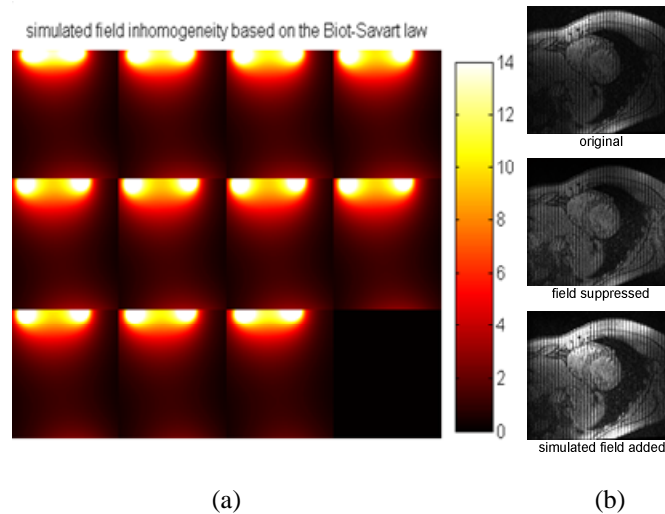 simulated field inhomogeneity based on the Biot-Savart law
14
12
10
8
6
4
2
0
original
field suppressed
simulated field added
(a)
(b)